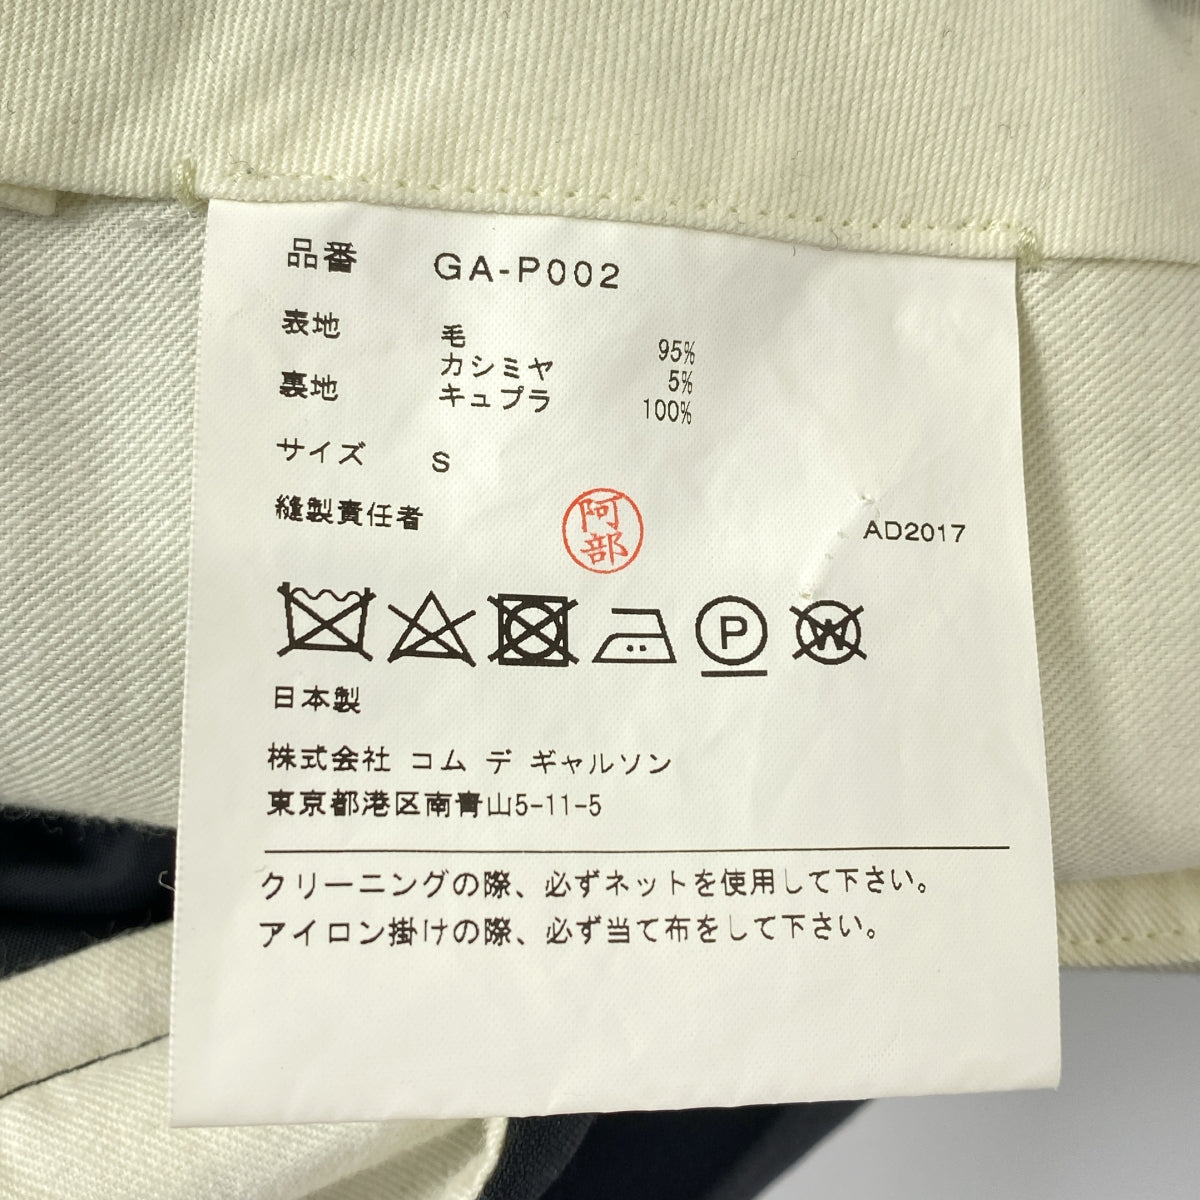 品番 GA-P002
表地 毛 95%
カシミヤ 5%
裏地 キュプラ 100%
サイズ S
縫製責任者 阿部 AD2017
P W
日本製
株式会社 コム デ ギャルソン
東京都港区南青山5-11-5
クリーニングの際、必ずネットを使用して下さい。
アイロン掛けの際、必ず当て布をして下さい。